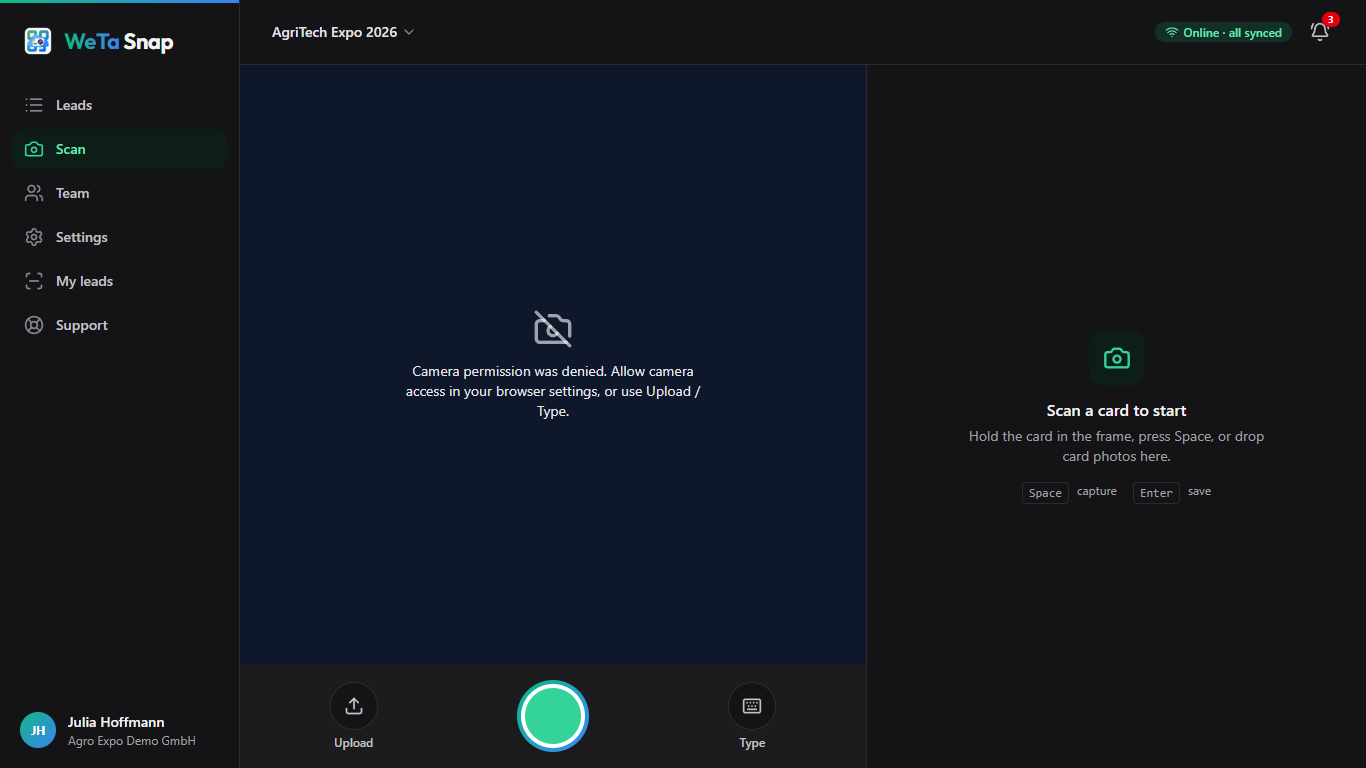 WeTa Snap
AgriTech Expo 2026
Online · all synced
3
Leads
Scan
Team
Settings
My leads
Support
Camera permission was denied. Allow camera
access in your browser settings, or use Upload /
Type.
Scan a card to start
Hold the card in the frame, press Space, or drop
card photos here.
Space capture Enter save
Upload
Type
JH
Julia Hoffmann
Agro Expo Demo GmbH